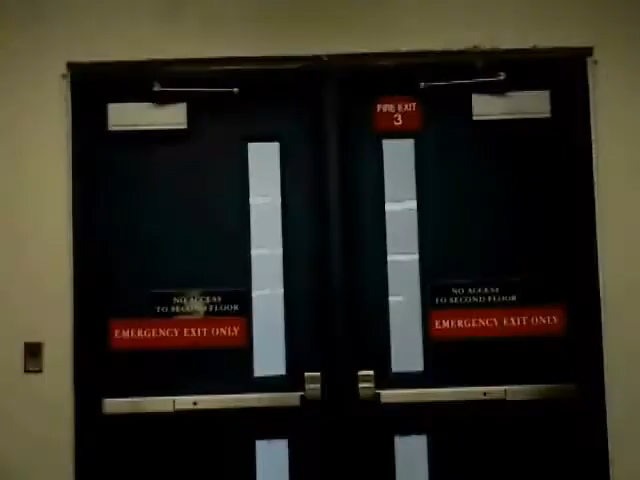 FIRE EXIT
3
NO ACCESS
TO SECOND FLOOR
EMERGENCY EXIT ONLY
NO ACCESS
TO SECOND FLOOR
EMERGENCY EXIT ONLY